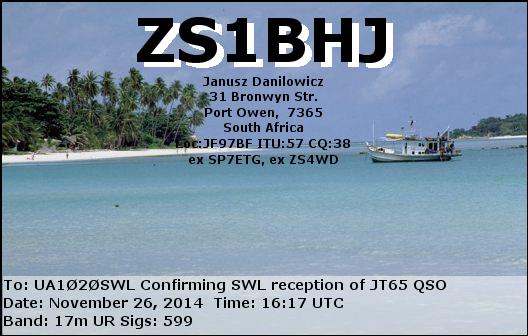 ZS1BHJ
Janusz Danilowicz
31 Bronwyn Str.
Port Owen, 7365
South Africa
Loc:JF97BF ITU:57 CQ:38
ex SP7ETG, ex ZS4WD
To: UA1Ø2ØSWL Confirming SWL reception of JT65 QSO
Date: November 26, 2014 Time: 16:17 UTC
Band: 17m UR Sigs: 599